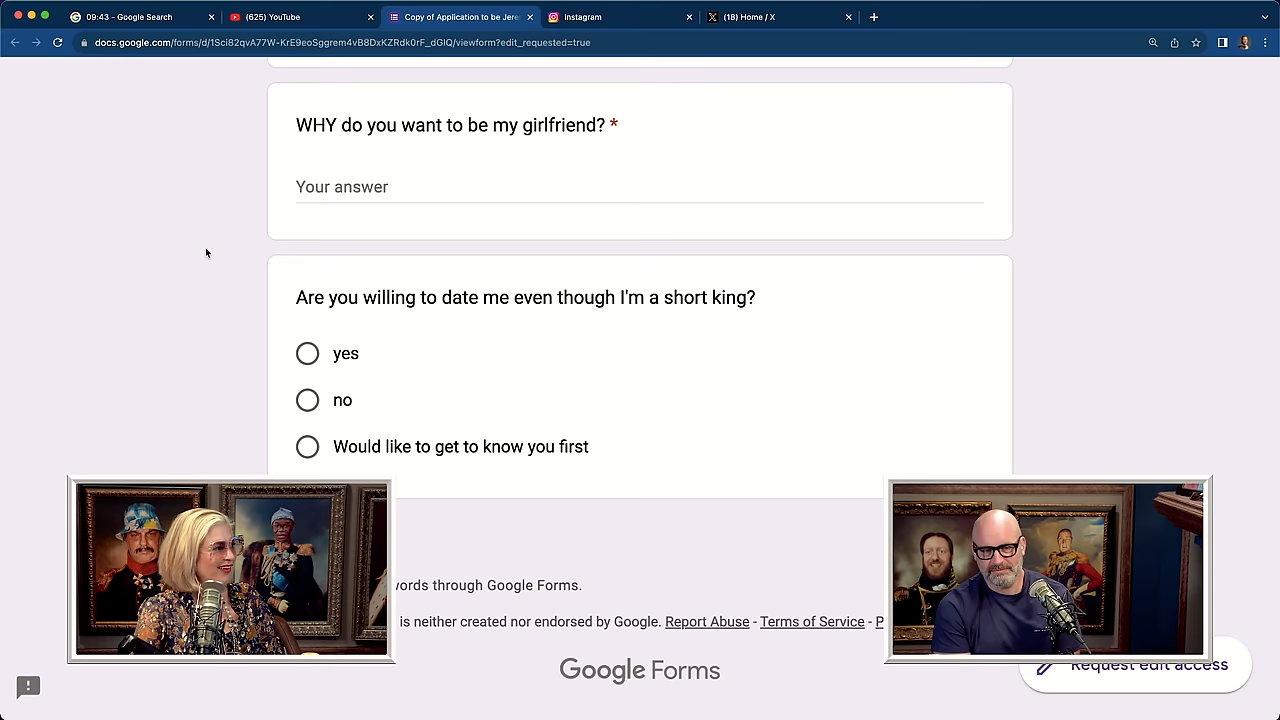 09:43 - Google Search
(625) YouTube
Copy of Application to be Jere
Instagram
(18) Home / X
docs.google.com/forms/d/1Sci82qvA77W-KrE9eoSggrem4vB8DxKZRdk0rF_dGIQ/viewform?edit_requested=true
WHY do you want to be my girlfriend? *
Your answer
Are you willing to date me even though I'm a short king?
yes
no
Would like to get to know you first
words through Google Forms.
is neither created nor endorsed by Google. Report Abuse - Terms of Service - P
Google Forms
Request edit access